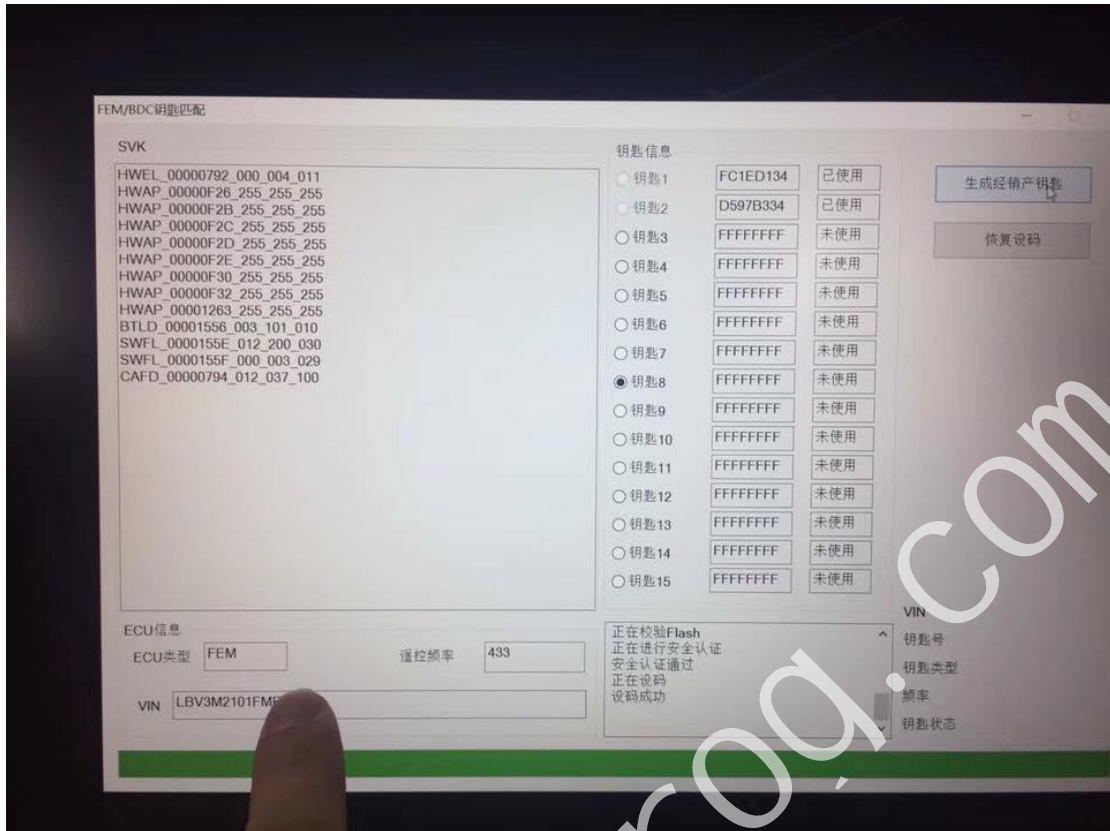 FEM/BDC钥匙匹配
SVK
HWEL_00000792_000_004_011
HWAP_00000F26_255_255_255
HWAP_00000F2B_255_255_255
HWAP_00000F2C_255_255_255
HWAP_00000F2D_255_255_255
HWAP_00000F2E_255_255_255
HWAP_00000F30_255_255_255
HWAP_00000F32_255_255_255
HWAP_00001263_255_255_255
BTLD_00001556_003_101_010
SWFL_0000155E_012_200_030
SWFL_0000155F_000_003_029
CAFD_00000794_012_037_100
钥匙信息
钥匙1 FC1ED134 已使用
钥匙2 D597B334 已使用
钥匙3 FFFFFFFF 未使用
钥匙4 FFFFFFFF 未使用
钥匙5 FFFFFFFF 未使用
钥匙6 FFFFFFFF 未使用
钥匙7 FFFFFFFF 未使用
钥匙8 FFFFFFFF 未使用
钥匙9 FFFFFFFF 未使用
钥匙10 FFFFFFFF 未使用
钥匙11 FFFFFFFF 未使用
钥匙12 FFFFFFFF 未使用
钥匙13 FFFFFFFF 未使用
钥匙14 FFFFFFFF 未使用
钥匙15 FFFFFFFF 未使用
生成经销产钥匙
恢复设码
ECU信息
ECU类型 FEM 遥控频率 433
VIN LBV3M2101FM
正在校验Flash
正在进行安全认证
安全认证通过
正在设码
设码成功
VIN
钥匙号
钥匙类型
频率
钥匙状态